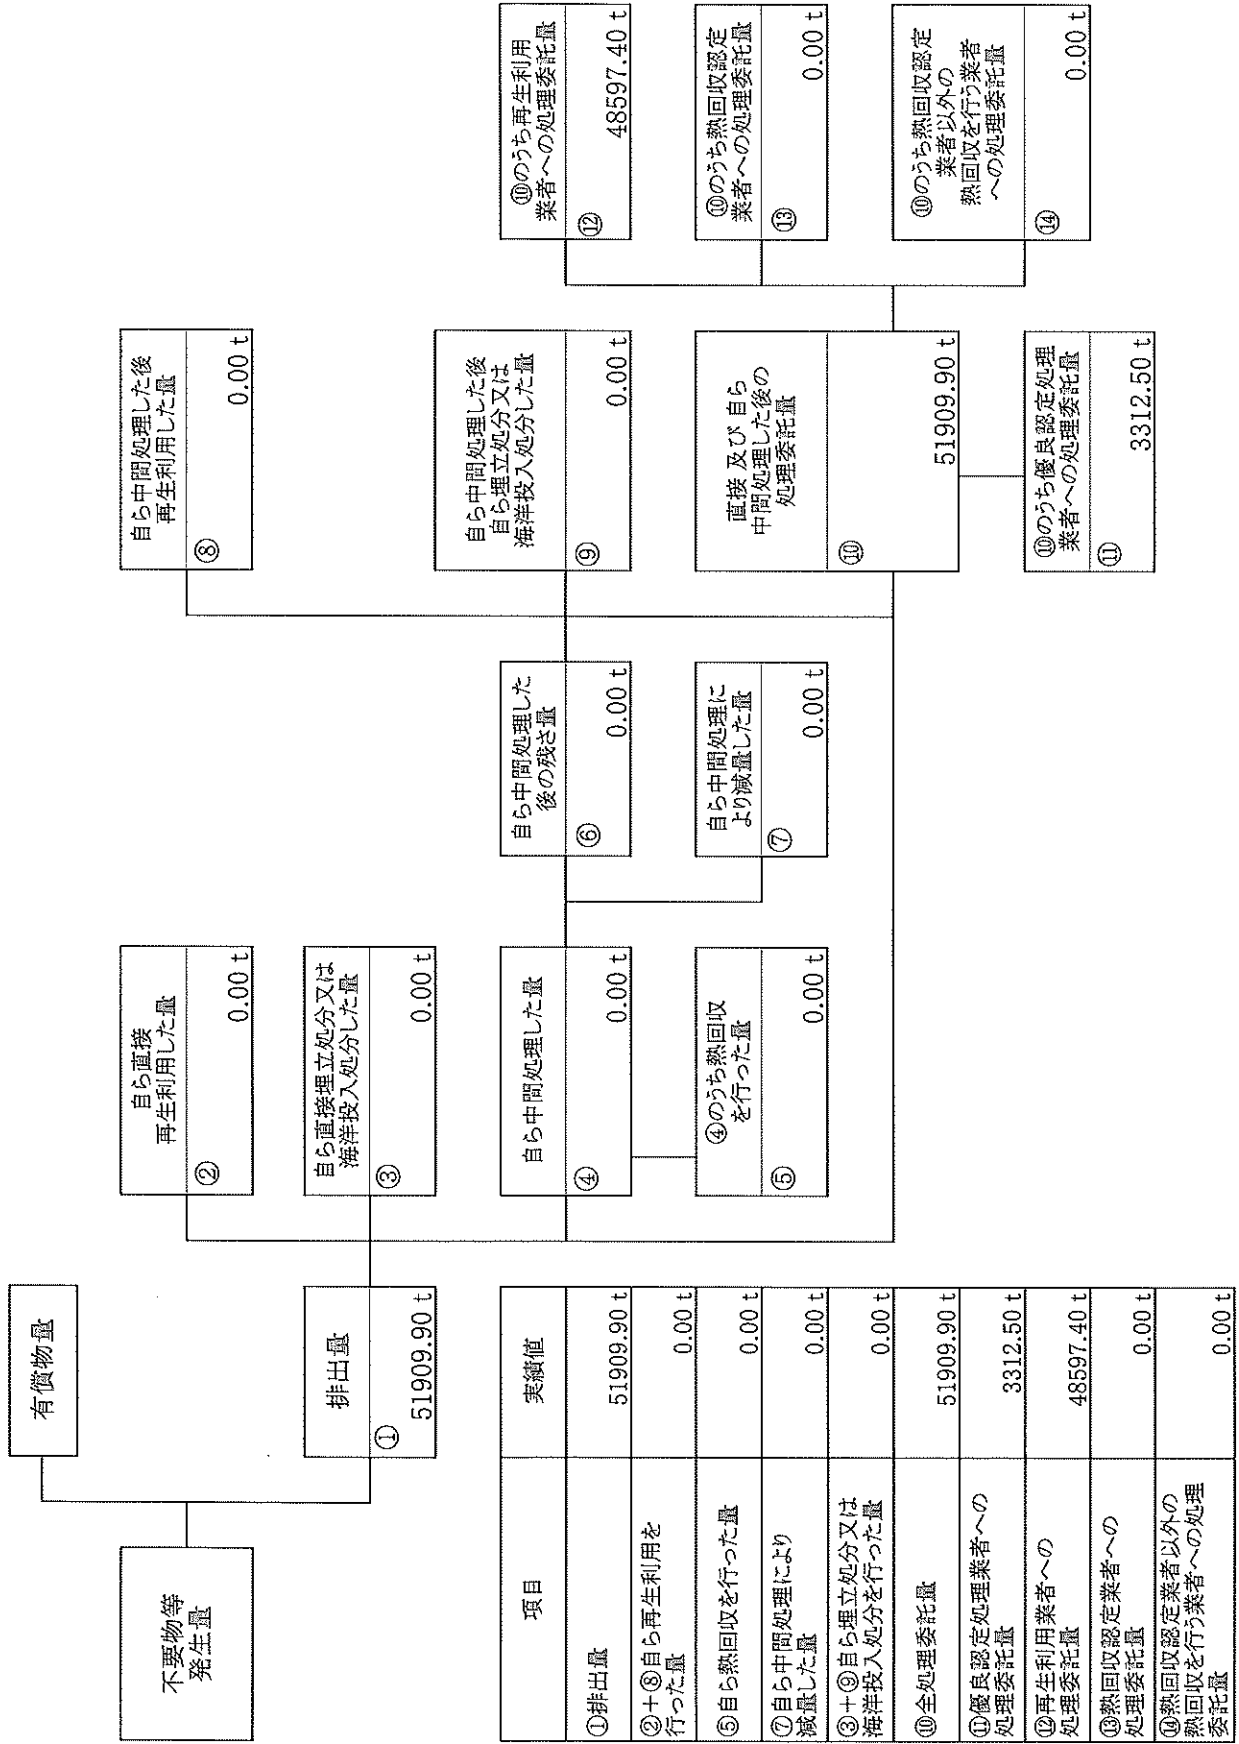 不要物等
発生量
有償物量
排出量
①
51909.90 t
自ら直接
再生利用した量
②
0.00 t
自ら直接埋立処分又は
海洋投入処分した量
③
0.00 t
自ら中間処理した量
④
0.00 t
④のうち熱回収
を行った量
⑤
0.00 t
自ら中間処理した
後の残さ量
⑥
0.00 t
自ら中間処理に
より減量した量
⑦
0.00 t
自ら中間処理した後
再生利用した量
⑧
0.00 t
自ら中間処理した後
自ら埋立処分又は
海洋投入処分した量
⑨
0.00 t
直接 及び 自ら
中間処理した後の
処理委託量
⑩
51909.90 t
⑩のうち優良認定処理
業者への処理委託量
⑪
3312.50 t
⑩のうち再生利用
業者への処理委託量
⑫
48597.40 t
⑩のうち熱回収認定
業者への処理委託量
⑬
0.00 t
⑩のうち熱回収認定
業者以外の
熱回収を行う業者
への処理委託量
⑭
0.00 t
項目
実績値
①排出量
51909.90 t
②＋⑧自ら再生利用を
行った量
0.00 t
⑤自ら熱回収を行った量
0.00 t
⑦自ら中間処理により
減量した量
0.00 t
③＋⑨自ら埋立処分又は
海洋投入処分を行った量
0.00 t
⑩全処理委託量
51909.90 t
⑪優良認定処理業者への
処理委託量
3312.50 t
⑫再生利用業者への
処理委託量
48597.40 t
⑬熱回収認定業者への
処理委託量
0.00 t
⑭熱回収認定業者以外の
熱回収を行う業者への処理
委託量
0.00 t